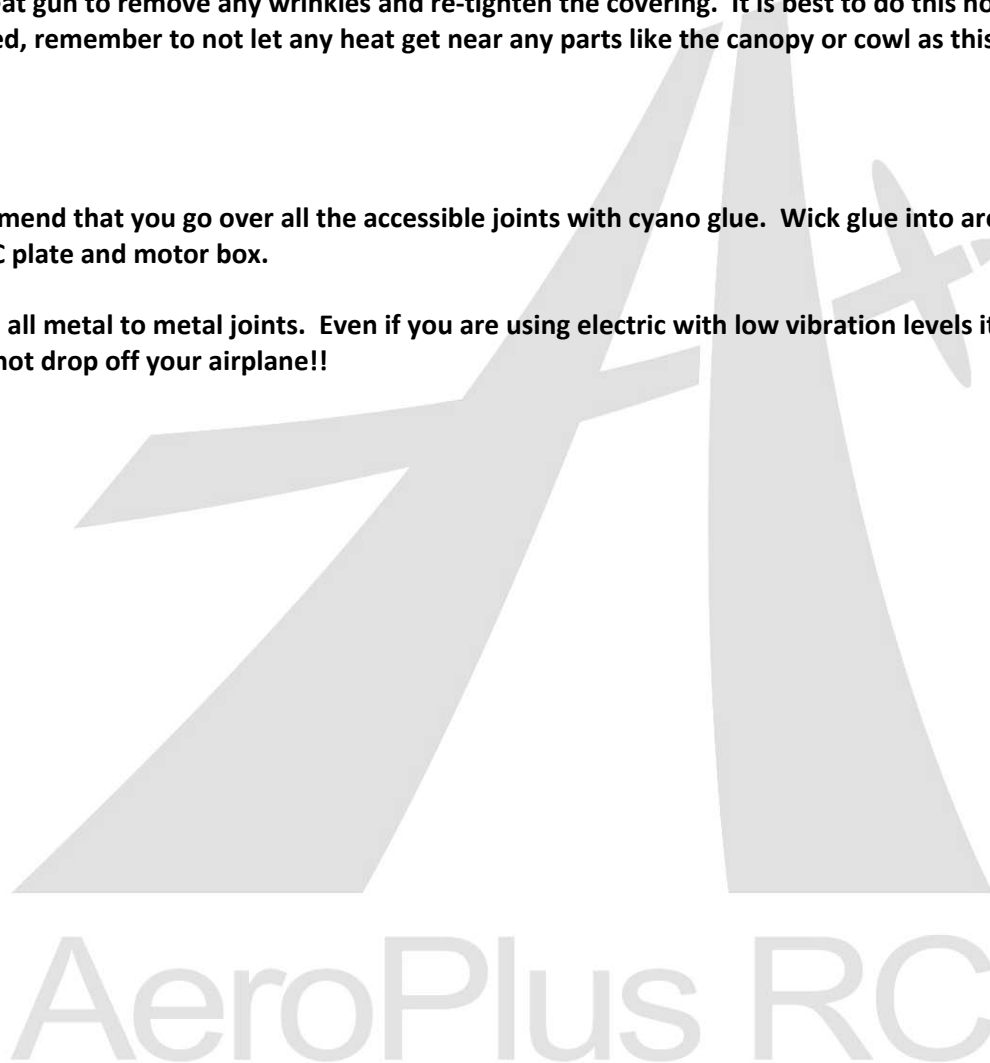 eat gun to remove any wrinkles and re-tighten the covering. It is best to do this
ed, remember to not let any heat get near any parts like the canopy or cowl as this
mend that you go over all the accessible joints with cyano glue. Wick glue into
C plate and motor box.
all metal to metal joints. Even if you are using electric with low vibration levels
not drop off your airplane!!
AeroPlus RC